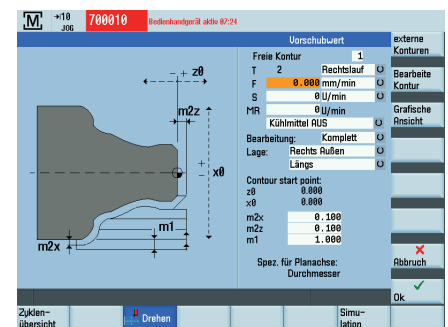 M
→10
JOG
700010
Bedienhandgerät aktiv 07:24
Vorschubwert
externe
Konturen
Freie Kontur 1
T 2 Rechtslauf
F 0.000 mm/min
Bearbeite
Kontur
S 0 U/min
MR 0 U/min
Grafische
Ansicht
Kühlmittel AUS
Bearbeitung: Komplett
Lage: Rechts Außen
Längs
Contour start point:
z0 0.000
x0 0.000
m2x 0.100
m2z 0.100
m1 1.000
Spez. für Planachse:
Durchmesser
- + z0
m2z
+
-
x0
m1
m2x
Abbruch
Ok
Zyklen-
übersicht
Drehen
Simu-
lation